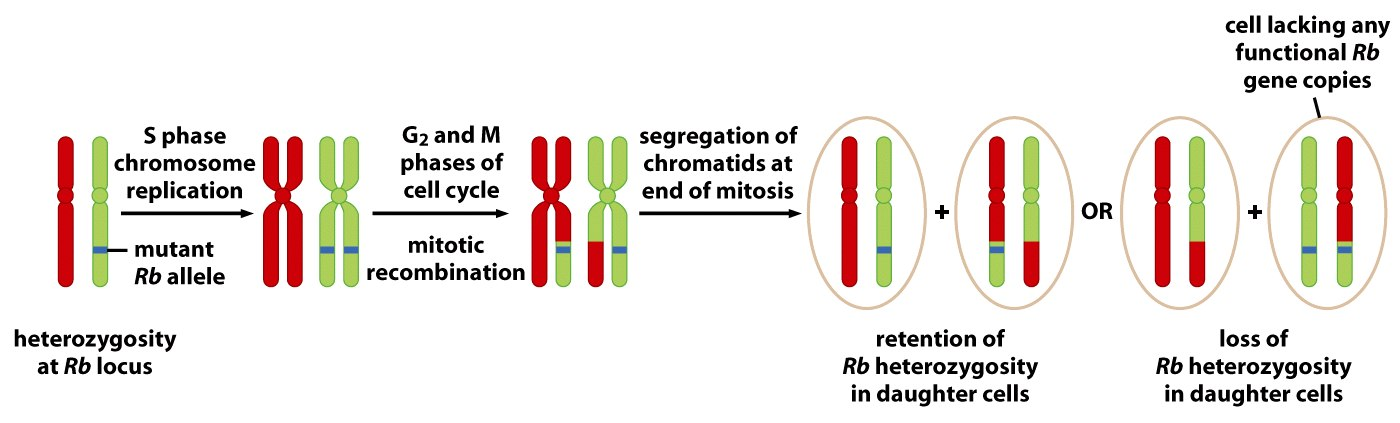 cell lacking any
functional Rb
gene copies
S phase
chromosome
replication
G2 and M
phases of
cell cycle
mitotic
recombination
segregation of
chromatids at
end of mitosis
mutant
Rb allele
+
OR
+
heterozygosity
at Rb locus
retention of
Rb heterozygosity
in daughter cells
loss of
Rb heterozygosity
in daughter cells